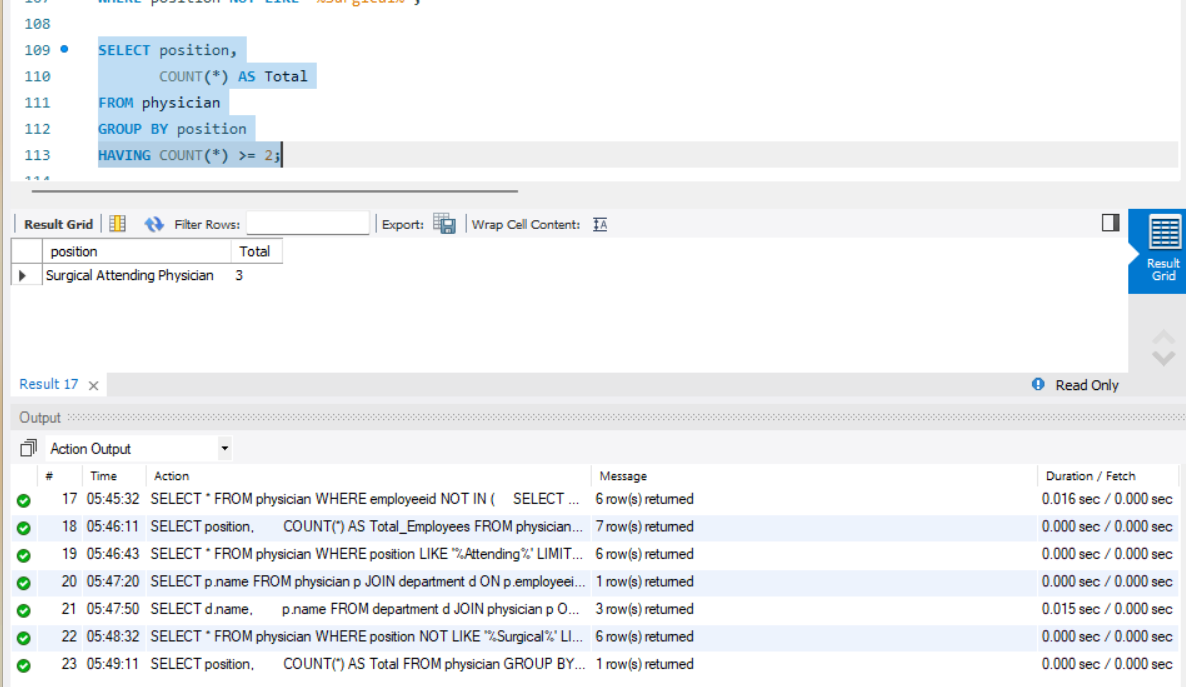 108
109 SELECT position,
110 COUNT(*) AS Total
111 FROM physician
112 GROUP BY position
113 HAVING COUNT(*) >= 2;
Result Grid Filter Rows: Export: Wrap Cell Content: IA
position Total
Surgical Attending Physician 3
Result Grid
Result 17 × Read Only
Output
Action Output
# Time Action Message Duration / Fetch
17 05:45:32 SELECT * FROM physician WHERE employeeid NOT IN ( SELECT ... 6 row(s) returned 0.016 sec / 0.000 sec
18 05:46:11 SELECT position, COUNT(*) AS Total_Employees FROM physician... 7 row(s) returned 0.000 sec / 0.000 sec
19 05:46:43 SELECT * FROM physician WHERE position LIKE '%Attending%' LIMIT... 6 row(s) returned 0.000 sec / 0.000 sec
20 05:47:20 SELECT p.name FROM physician p JOIN department d ON p.employeei... 1 row(s) returned 0.000 sec / 0.000 sec
21 05:47:50 SELECT d.name, p.name FROM department d JOIN physician p O... 3 row(s) returned 0.015 sec / 0.000 sec
22 05:48:32 SELECT * FROM physician WHERE position NOT LIKE '%Surgical%' LI... 6 row(s) returned 0.000 sec / 0.000 sec
23 05:49:11 SELECT position, COUNT(*) AS Total FROM physician GROUP BY... 1 row(s) returned 0.000 sec / 0.000 sec